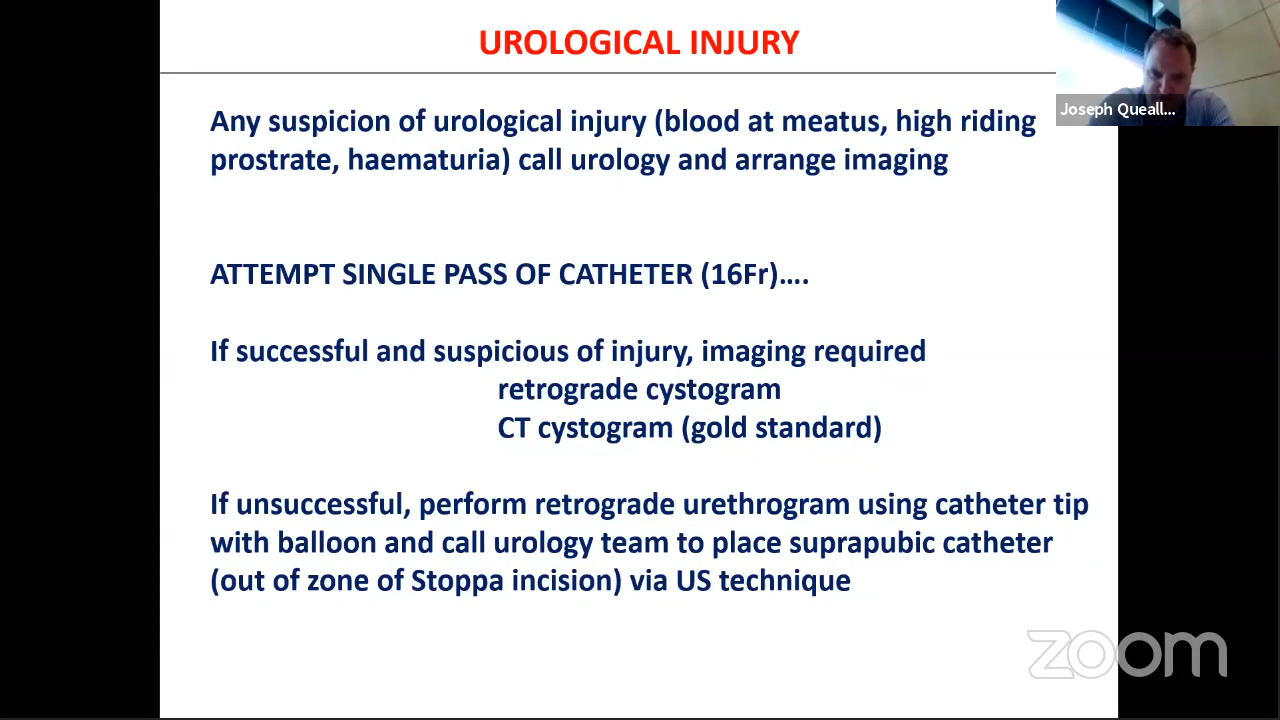 UROLOGICAL INJURY
Joseph Queall...
Any suspicion of urological injury (blood at meatus, high riding
prostrate, haematuria) call urology and arrange imaging
ATTEMPT SINGLE PASS OF CATHETER (16Fr)....
If successful and suspicious of injury, imaging required
retrograde cystogram
CT cystogram (gold standard)
If unsuccessful, perform retrograde urethrogram using catheter tip
with balloon and call urology team to place suprapubic catheter
(out of zone of Stoppa incision) via US technique
zoom